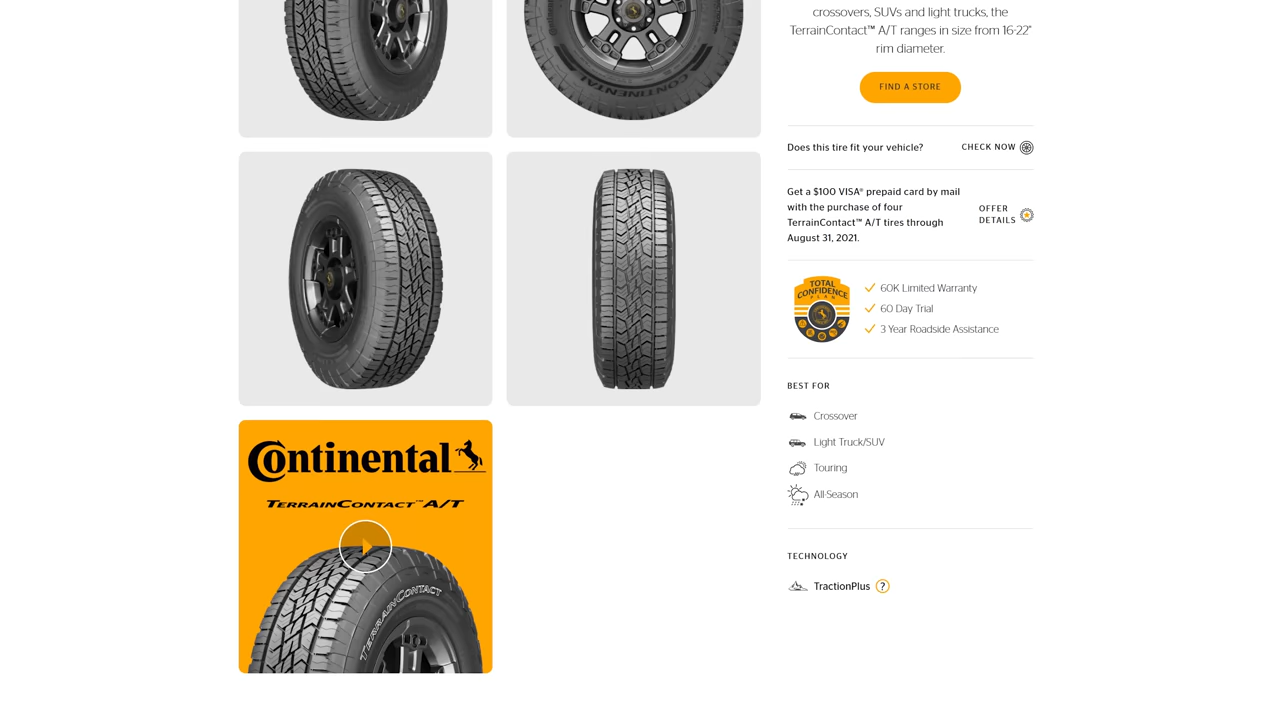 CONTINENTAL
crossovers, SUVs and light trucks, the
TerrainContact™ A/T ranges in size from 16-22"
rim diameter.
FIND A STORE
Does this tire fit your vehicle?
CHECK NOW
Get a $100 VISA® prepaid card by mail
with the purchase of four
TerrainContact™ A/T tires through
August 31, 2021.
OFFER
DETAILS
TOTAL
CONFIDENCE
PLAN
60K Limited Warranty
60 Day Trial
3 Year Roadside Assistance
BEST FOR
Crossover
Light Truck/SUV
Touring
All-Season
TECHNOLOGY
TractionPlus ?
Continental
TERRAINCONTACT™ A/T
TERRAINCONTACT